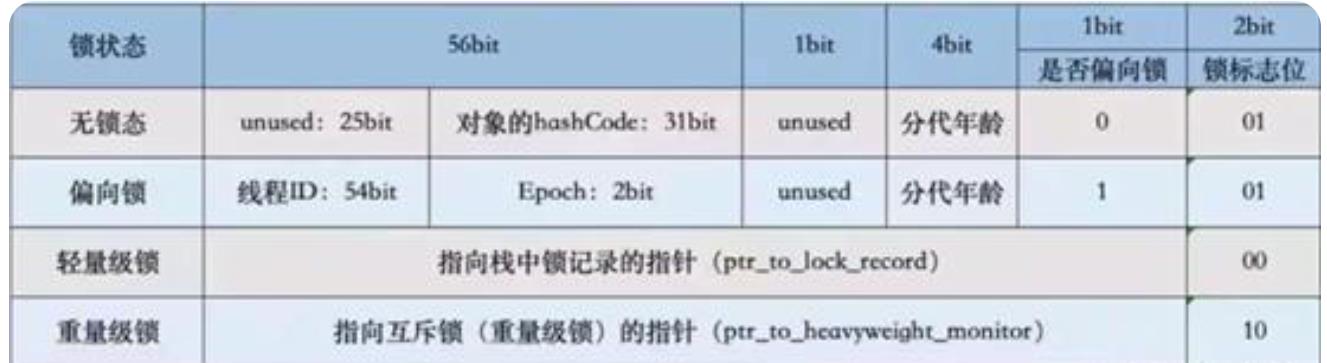 锁状态 56bit 1bit 4bit 1bit 2bit
是否偏向锁 锁标志位
无锁态 unused: 25bit 对象的hashCode: 31bit unused 分代年龄 0 01
偏向锁 线程ID: 54bit Epoch: 2bit unused 分代年龄 1 01
轻量级锁 指向栈中锁记录的指针（ptr_to_lock_record） 00
重量级锁 指向互斥锁（重量级锁）的指针（ptr_to_heavyweight_monitor） 10